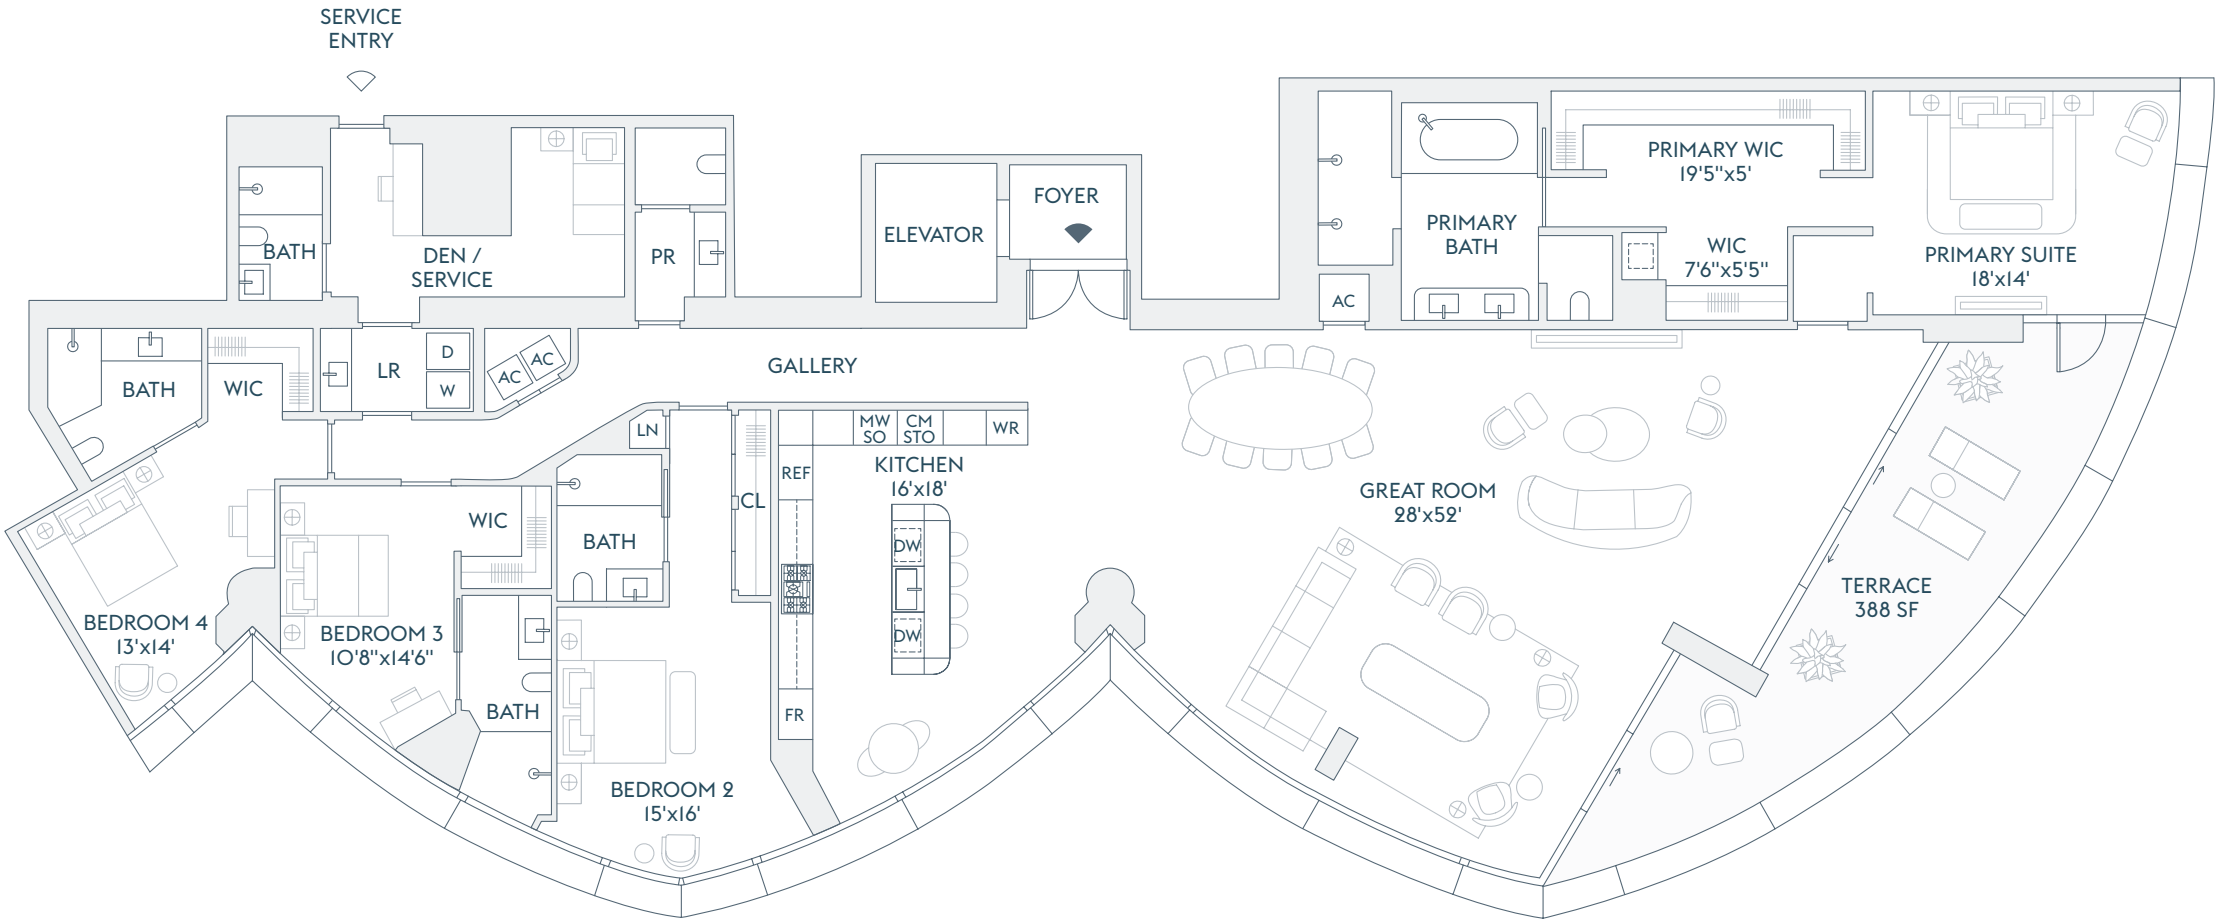 SERVICE
ENTRY
BATH
DEN /
SERVICE
PR
ELEVATOR
FOYER
PRIMARY
BATH
PRIMARY WIC
19'5"x5'
WIC
7'6"x5'5"
PRIMARY SUITE
18'x14'
AC
BATH
WIC
LR
D
W
AC
AC
GALLERY
LN
CL
MW
SO
CM
STO
WR
REF
KITCHEN
16'x18'
DW
DW
FR
GREAT ROOM
28'x52'
TERRACE
388 SF
WIC
BATH
BEDROOM 4
13'x14'
BEDROOM 3
10'8"x14'6"
BATH
BEDROOM 2
15'x16'